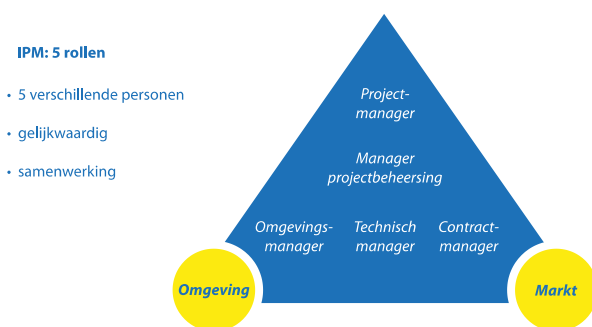 IPM: 5 rollen
• 5 verschillende personen
• gelijkwaardig
• samenwerking
Project-
manager
Manager
projectbeheersing
Omgevings-
manager
Technisch
manager
Contract-
manager
Omgeving
Markt